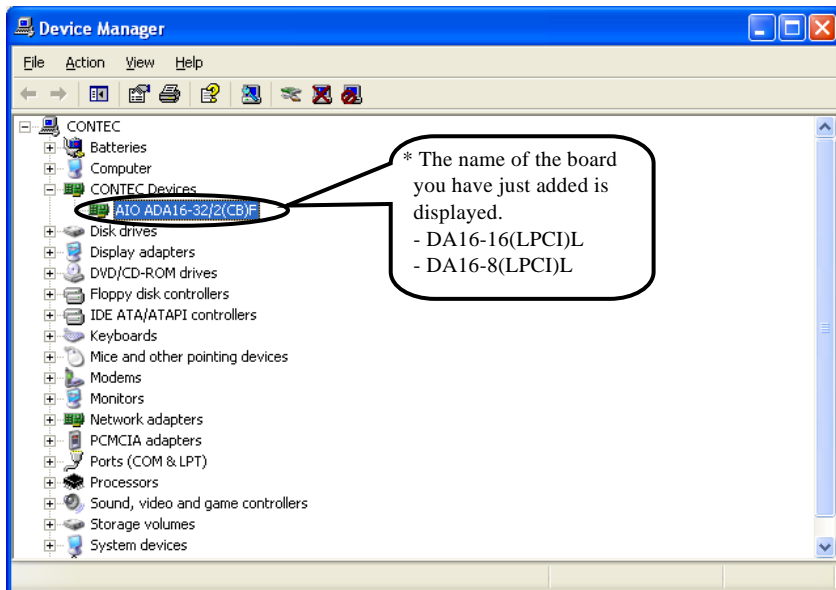 Device Manager
File Action View Help
CONTEC
Batteries
Computer
CONTEC Devices
AIO ADA16-32/2(CB)F
Disk drives
Display adapters
DVD/CD-ROM drives
Floppy disk controllers
IDE ATA/ATAPI controllers
Keyboards
Mice and other pointing devices
Modems
Monitors
Network adapters
PCMCIA adapters
Ports (COM & LPT)
Processors
Sound, video and game controllers
Storage volumes
System devices
* The name of the board
you have just added is
displayed.
- DA16-16(LPCI)L
- DA16-8(LPCI)L